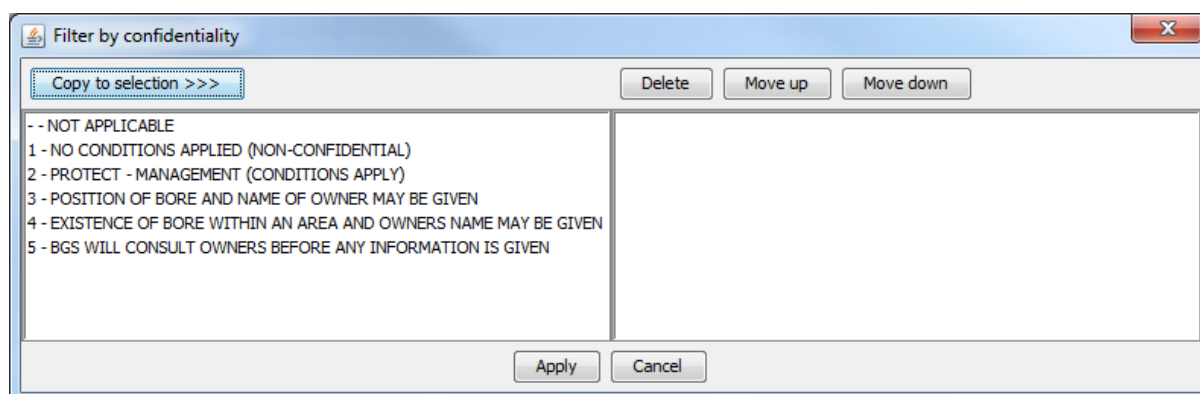 Filter by confidentiality
Copy to selection >>>
Delete
Move up
Move down
- - NOT APPLICABLE
1 - NO CONDITIONS APPLIED (NON-CONFIDENTIAL)
2 - PROTECT - MANAGEMENT (CONDITIONS APPLY)
3 - POSITION OF BORE AND NAME OF OWNER MAY BE GIVEN
4 - EXISTENCE OF BORE WITHIN AN AREA AND OWNERS NAME MAY BE GIVEN
5 - BGS WILL CONSULT OWNERS BEFORE ANY INFORMATION IS GIVEN
Apply
Cancel